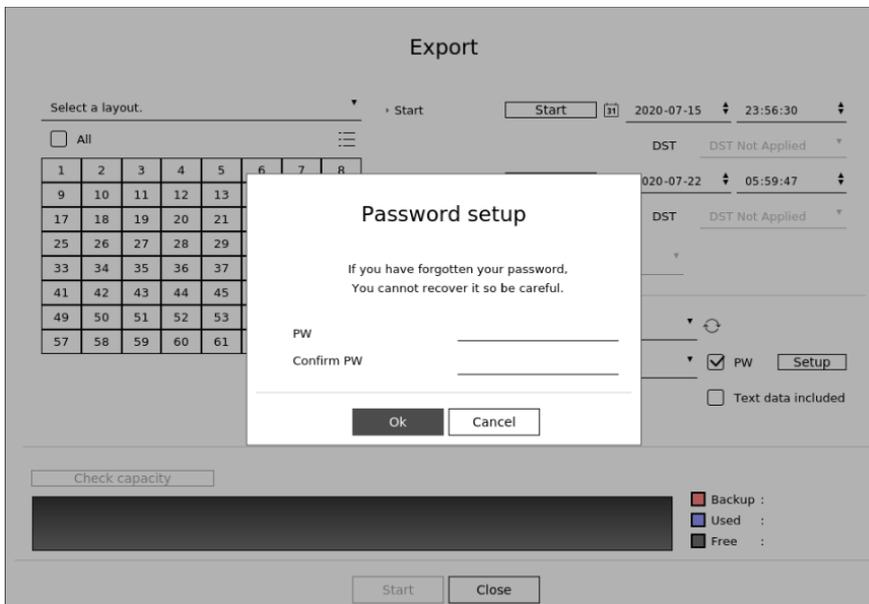 Export
Select a layout.
All
Start Start 31 2020-07-15 23:56:30
DST DST Not Applied
020-07-22 05:59:47
DST DST Not Applied
1 2 3 4 5 6 7 8
9 10 11 12 13
17 18 19 20 21
25 26 27 28 29
33 34 35 36 37
41 42 43 44 45
49 50 51 52 53
57 58 59 60 61
Password setup
If you have forgotten your password,
You cannot recover it so be careful.
PW
Confirm PW
Ok Cancel
PW Setup
Text data included
Check capacity
Backup :
Used :
Free :
Start Close